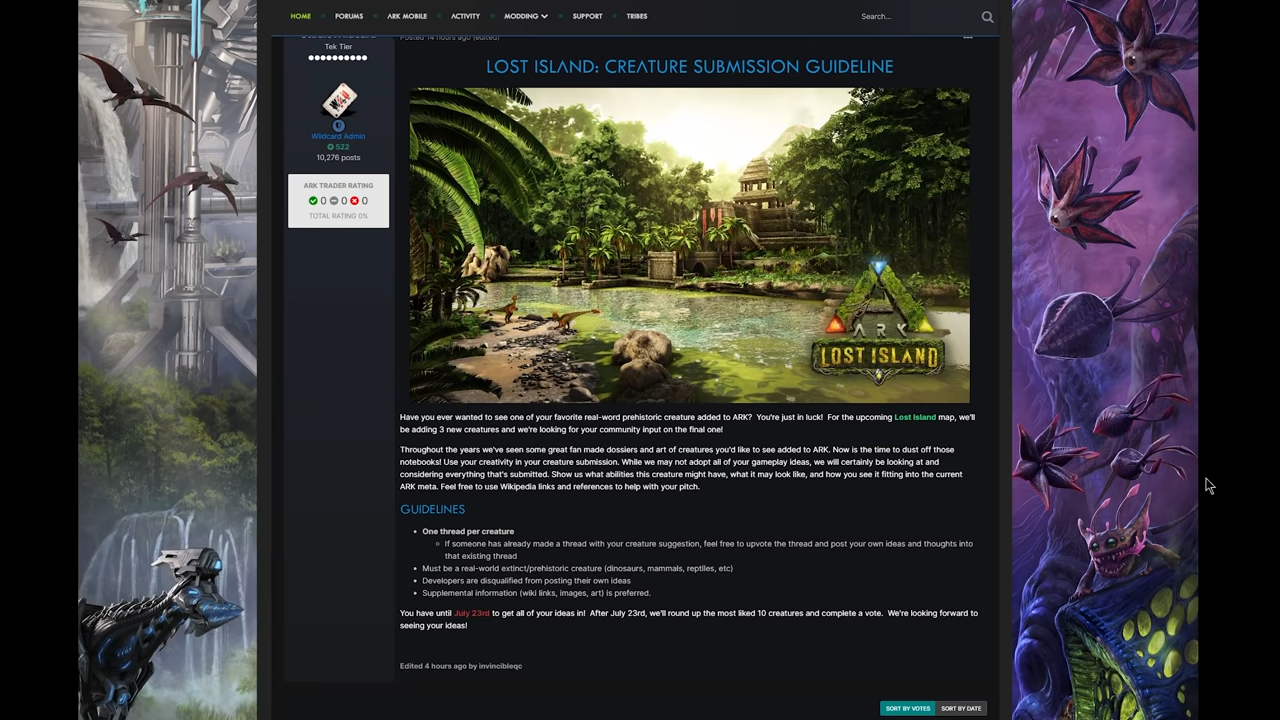 HOME
FORUMS
ARK MOBILE
ACTIVITY
MODDING
SUPPORT
TRIBES
Search...
Posted 14 hours ago (edited)
Tek Tier
Wildcard Admin
522
10,276 posts
ARK TRADER RATING
0 0 0
TOTAL RATING 0%
LOST ISLAND: CREATURE SUBMISSION GUIDELINE
ARK
LOST ISLAND
Have you ever wanted to see one of your favorite real-word prehistoric creature added to ARK?  You're just in luck!  For the upcoming Lost Island map, we'll
be adding 3 new creatures and we're looking for your community input on the final one!
Throughout the years we've seen some great fan made dossiers and art of creatures you'd like to see added to ARK. Now is the time to dust off those
notebooks! Use your creativity in your creature submission. While we may not adopt all of your gameplay ideas, we will certainly be looking at and
considering everything that's submitted. Show us what abilities this creature might have, what it may look like, and how you see it fitting into the current
ARK meta. Feel free to use Wikipedia links and references to help with your pitch.
GUIDELINES
One thread per creature
If someone has already made a thread with your creature suggestion, feel free to upvote the thread and post your own ideas and thoughts into
that existing thread
Must be a real-world extinct/prehistoric creature (dinosaurs, mammals, reptiles, etc)
Developers are disqualified from posting their own ideas
Supplemental information (wiki links, images, art) is preferred.
You have until July 23rd to get all of your ideas in!  After July 23rd, we'll round up the most liked 10 creatures and complete a vote.  We're looking forward to
seeing your ideas!
Edited 4 hours ago by invincibleqc
SORT BY VOTES
SORT BY DATE